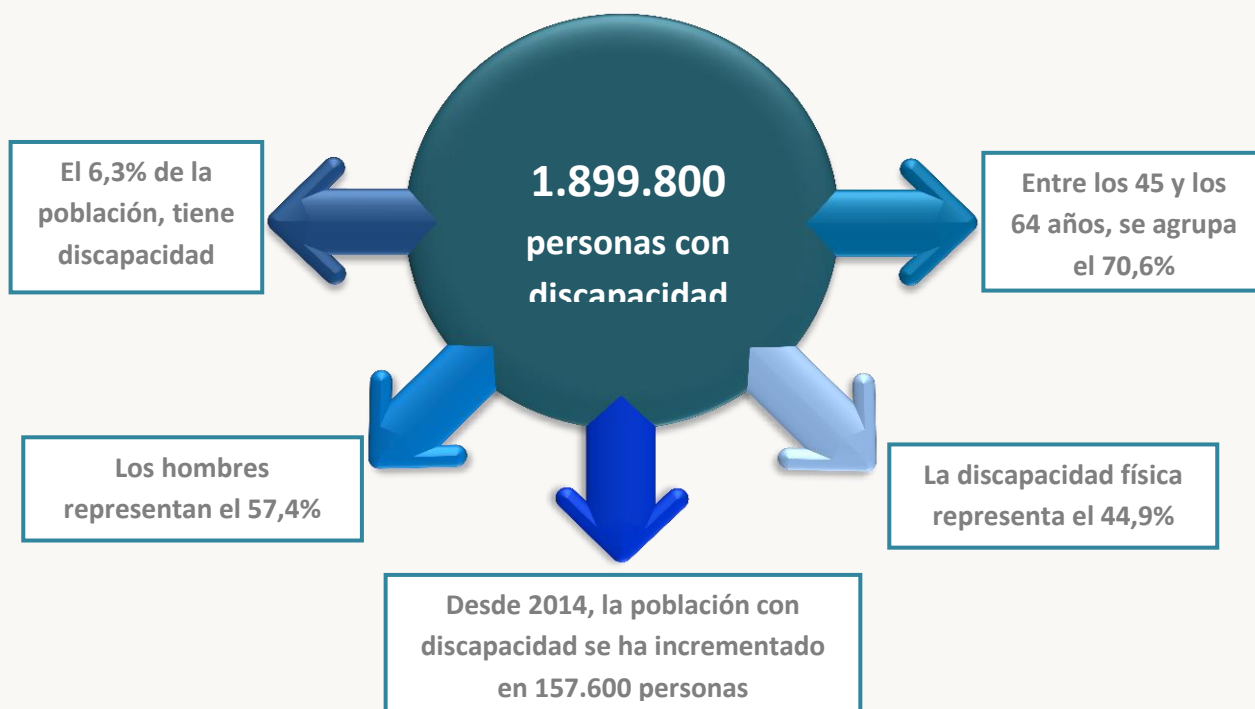 1.899.800
personas con
discapacidad
El 6,3% de la
población, tiene
discapacidad
Entre los 45 y los
64 años, se agrupa
el 70,6%
Los hombres
representan el 57,4%
La discapacidad física
representa el 44,9%
Desde 2014, la población con
discapacidad se ha incrementado
en 157.600 personas